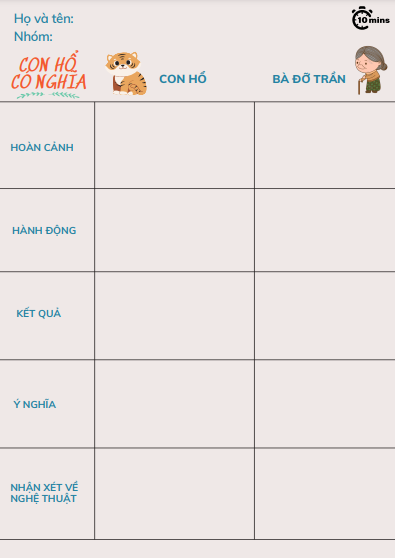 Họ và tên:
Nhóm:
10 mins
CON HỔ
CÓ NGHĨA
CON HỔ
BÀ ĐỠ TRẦN
HOÀN CẢNH
HÀNH ĐỘNG
KẾT QUẢ
Ý NGHĨA
NHẬN XÉT VỀ
NGHỆ THUẬT